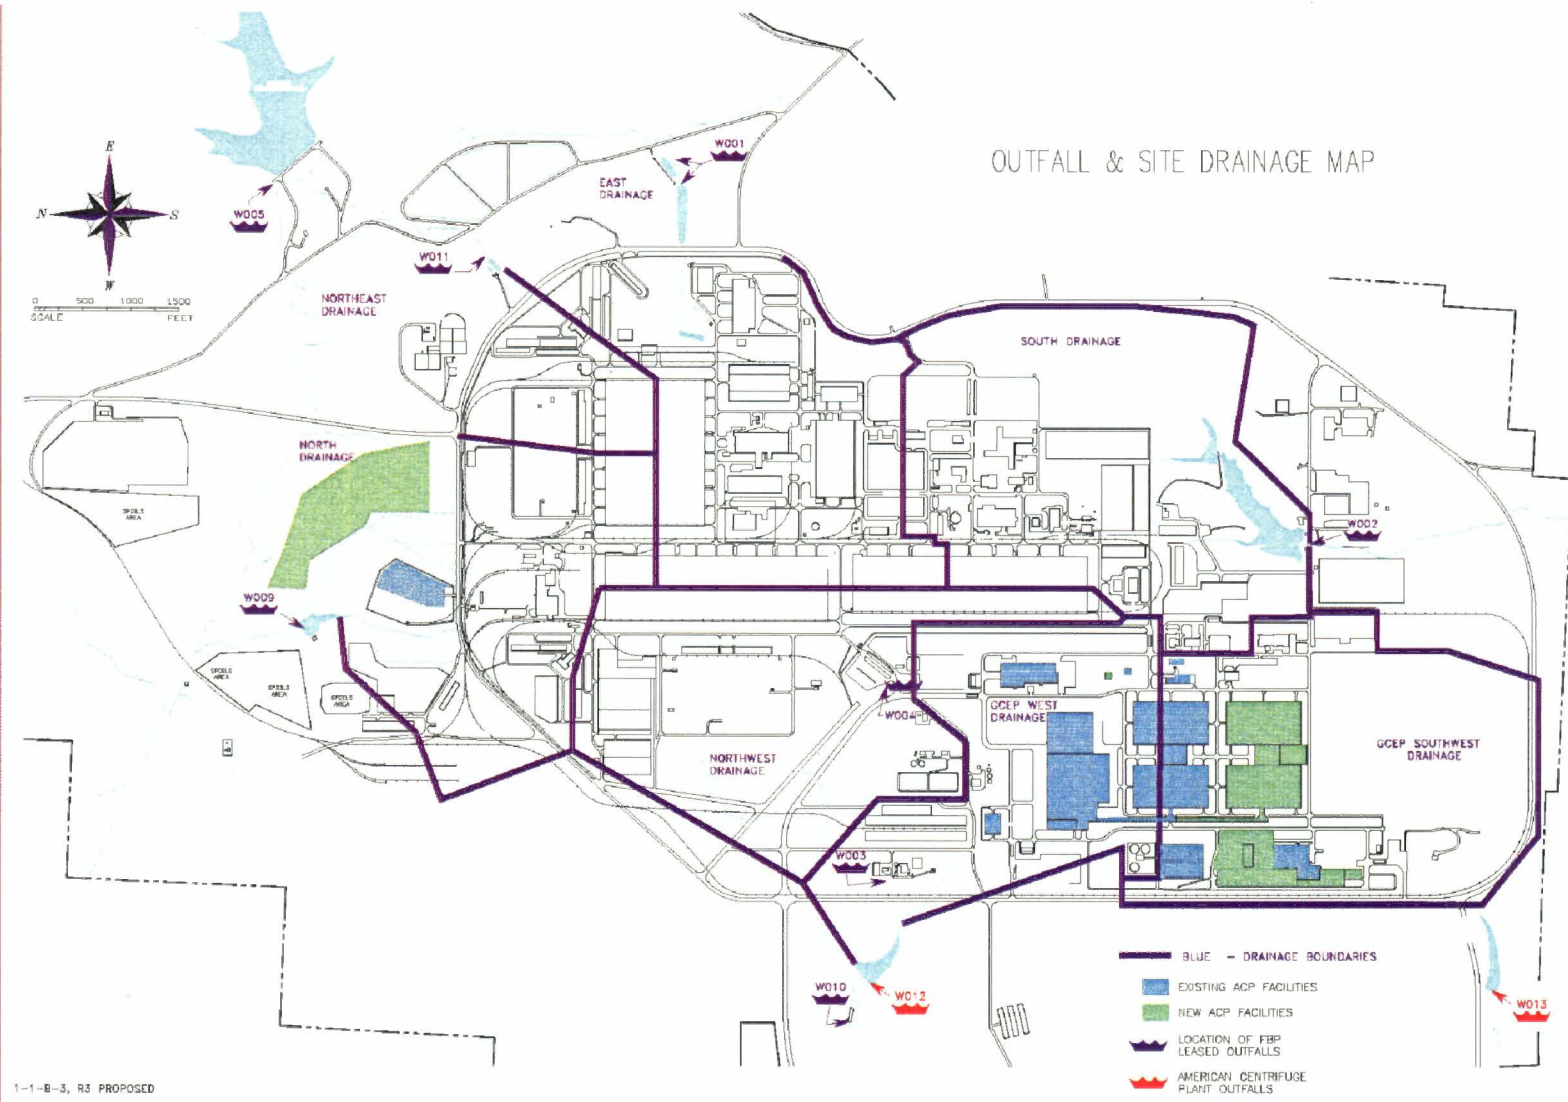 OUTFALL & SITE DRAINAGE MAP
E
N
S
W
0 500 1000 1500
SCALE FEET
W005
W001
EAST
DRAINAGE
W011
NORTHEAST
DRAINAGE
SOUTH DRAINAGE
NORTH
DRAINAGE
SPOILS
AREA
W002
W009
SPOILS
AREA
SPOILS
AREA
SPOILS
AREA
W004
GCEP WEST
DRAINAGE
NORTHWEST
DRAINAGE
GCEP SOUTHWEST
DRAINAGE
W003
W010
W012
W013
BLUE - DRAINAGE BOUNDARIES
EXISTING ACP FACILITIES
NEW ACP FACILITIES
LOCATION OF FBP
LEASED OUTFALLS
AMERICAN CENTRIFUGE
PLANT OUTFALLS
1-1-B-3, R3 PROPOSED